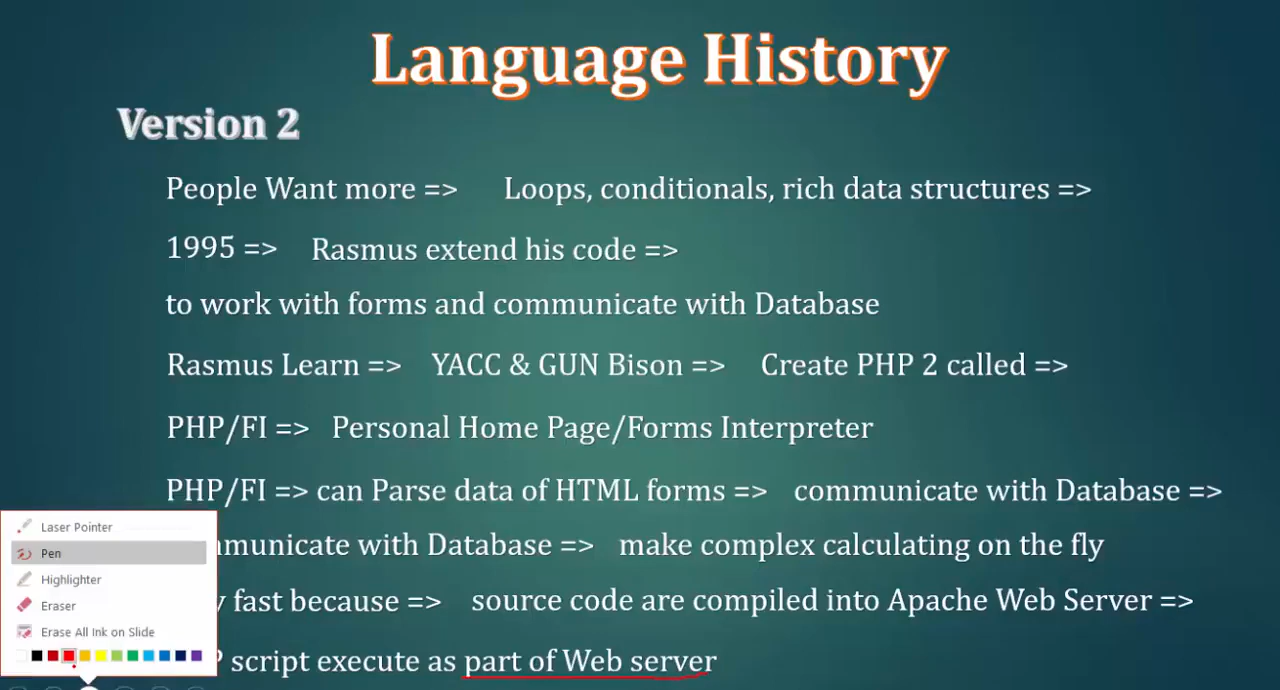 Language History
Version 2
People Want more => Loops, conditionals, rich data structures =>
1995 => Rasmus extend his code =>
to work with forms and communicate with Database
Rasmus Learn => YACC & GUN Bison => Create PHP 2 called =>
PHP/FI => Personal Home Page/Forms Interpreter
PHP/FI => can Parse data of HTML forms => communicate with Database =>
with Database => make complex calculating on the fly
fast because => source code are compiled into Apache Web Server =>
script execute as part of Web server
Laser Pointer
Pen
Highlighter
Eraser
Erase All Ink on Slide